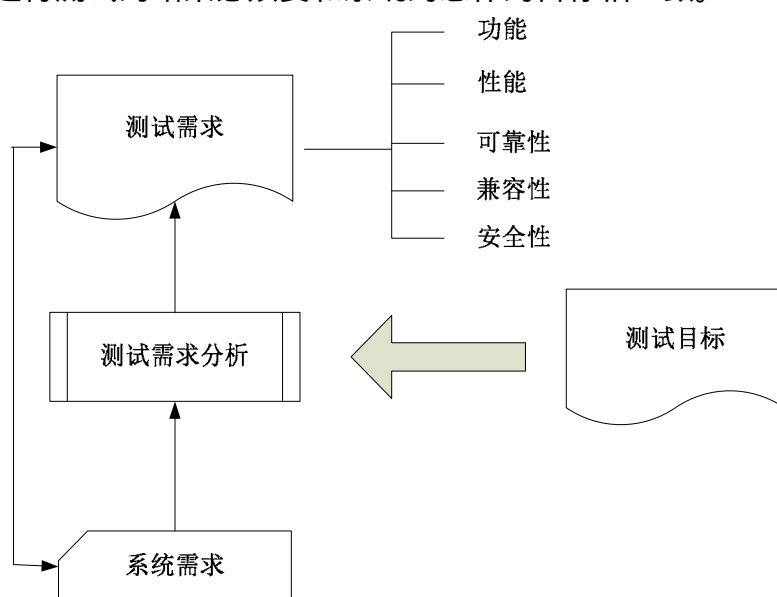 功能
性能
测试需求
可靠性
兼容性
安全性
测试目标
测试需求分析
系统需求